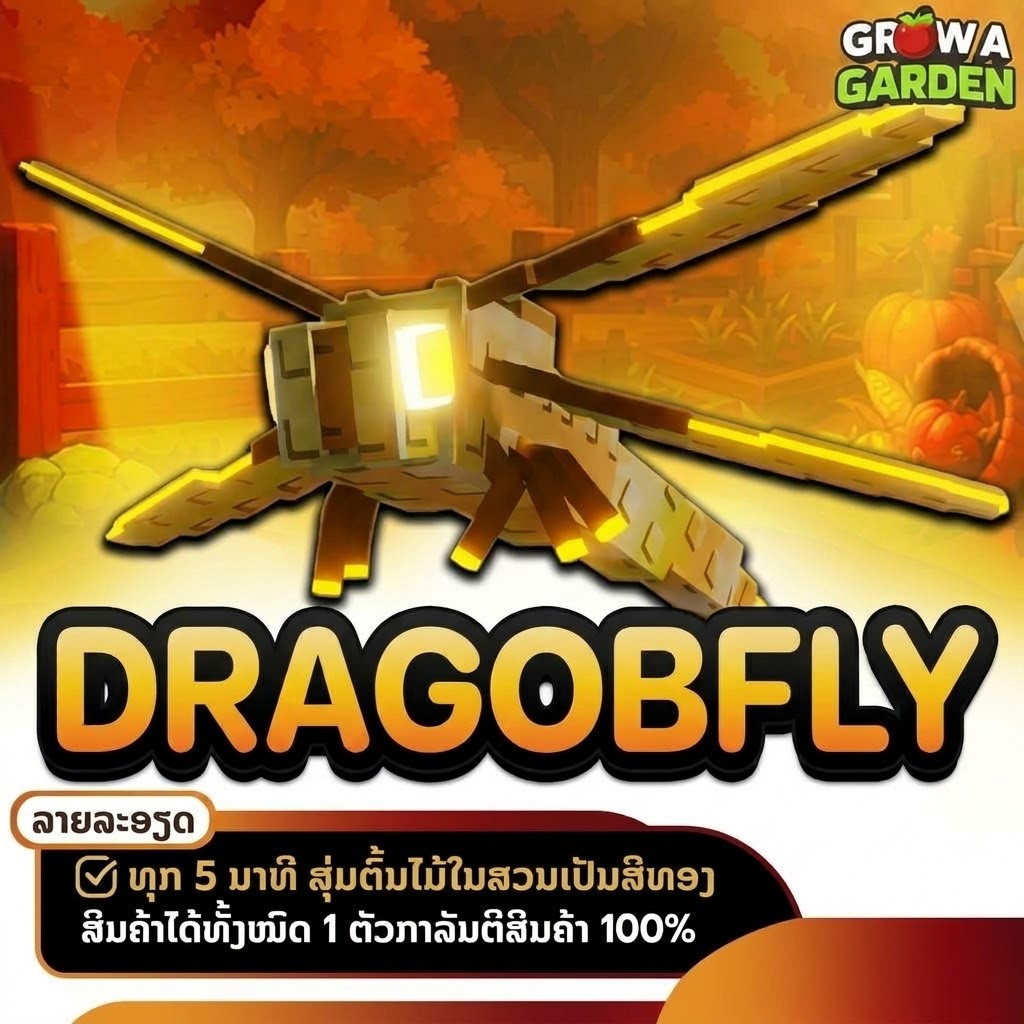 GROW A
GARDEN
DRAGOBFLY
ລາຍລະອຽດ
ທຸກ 5 ນາທີ ສຸ່ມຕົ້ນໄມ້ໃນສວນເປັນສີທອງ
ສິນຄ້າໄດ້ທັ້ງໝົດ 1 ຕົວກາລັນຕີສິນຄ້າ 100%